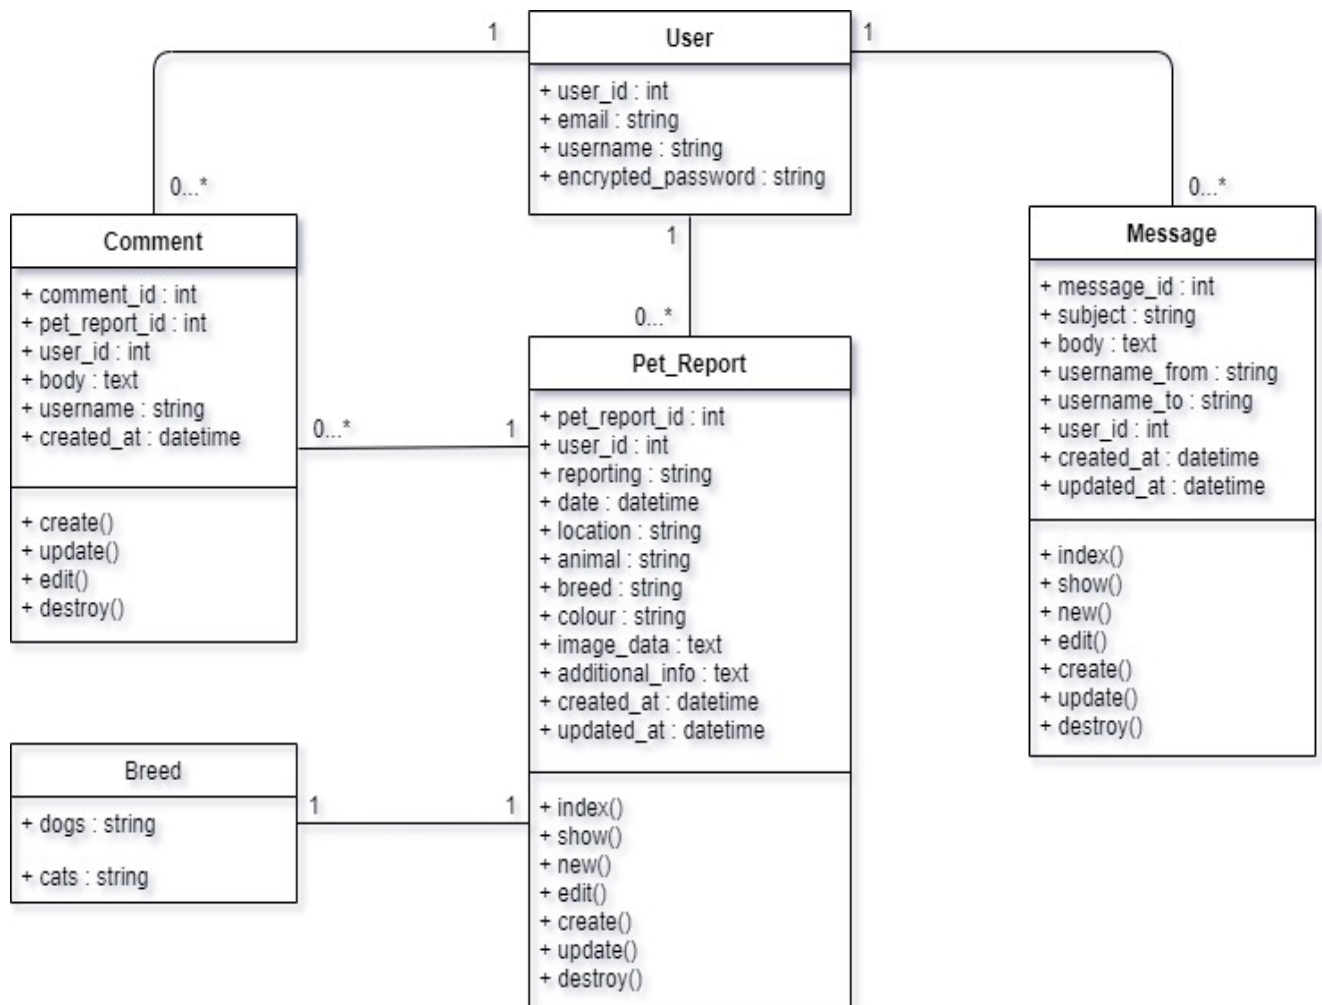 1
User
1
+ user_id : int
+ email : string
+ username : string
+ encrypted_password : string
0...*
0...*
Comment
+ comment_id : int
+ pet_report_id : int
+ user_id : int
+ body : text
+ username : string
+ created_at : datetime
+ create()
+ update()
+ edit()
+ destroy()
1
0...*
Message
+ message_id : int
+ subject : string
+ body : text
+ username_from : string
+ username_to : string
+ user_id : int
+ created_at : datetime
+ updated_at : datetime
+ index()
+ show()
+ new()
+ edit()
+ create()
+ update()
+ destroy()
0...*
1
Pet_Report
+ pet_report_id : int
+ user_id : int
+ reporting : string
+ date : datetime
+ location : string
+ animal : string
+ breed : string
+ colour : string
+ image_data : text
+ additional_info : text
+ created_at : datetime
+ updated_at : datetime
+ index()
+ show()
+ new()
+ edit()
+ create()
+ update()
+ destroy()
Breed
+ dogs : string
+ cats : string
1
1